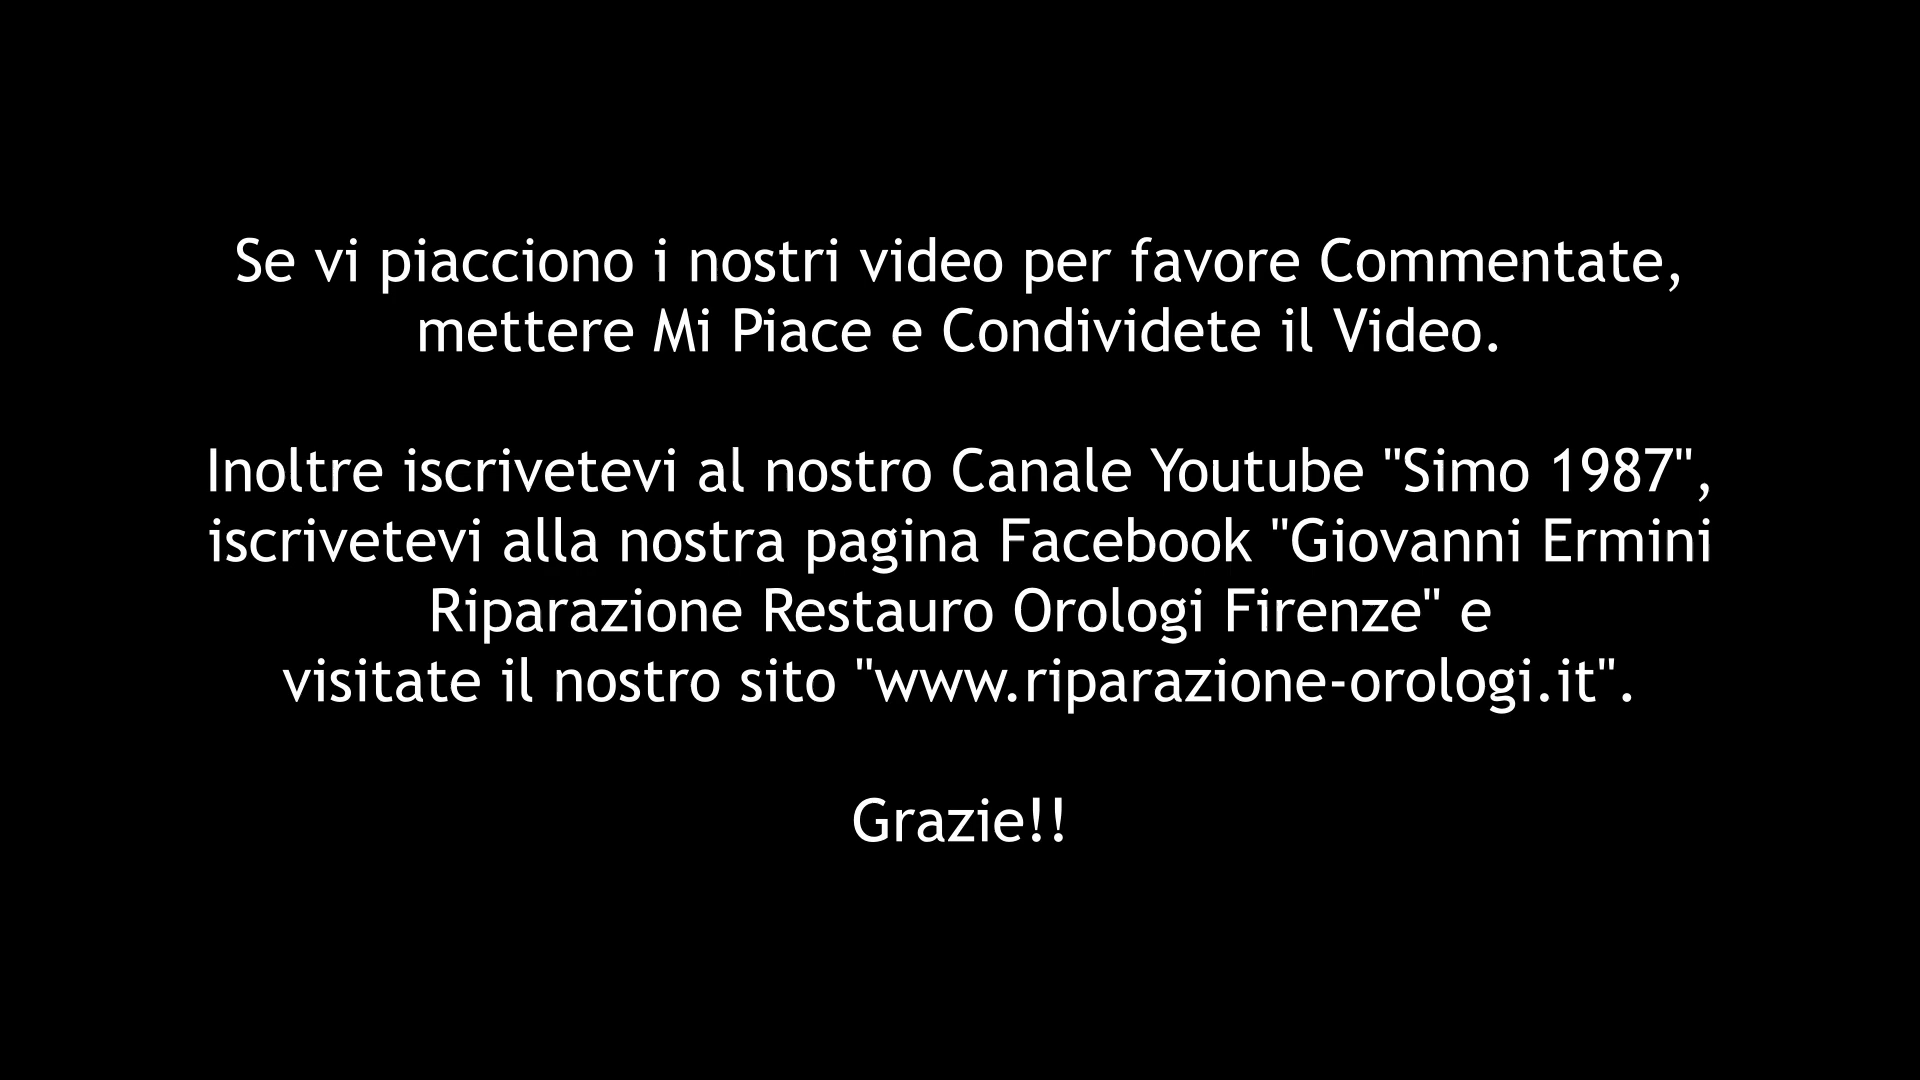 Se vi piacciono i nostri video per favore Commentate,
mettere Mi Piace e Condividete il Video.
Inoltre iscrivetevi al nostro Canale Youtube "Simo 1987",
iscrivetevi alla nostra pagina Facebook "Giovanni Ermini
Riparazione Restauro Orologi Firenze" e
visitate il nostro sito "www.riparazione-orologi.it".
Grazie!!